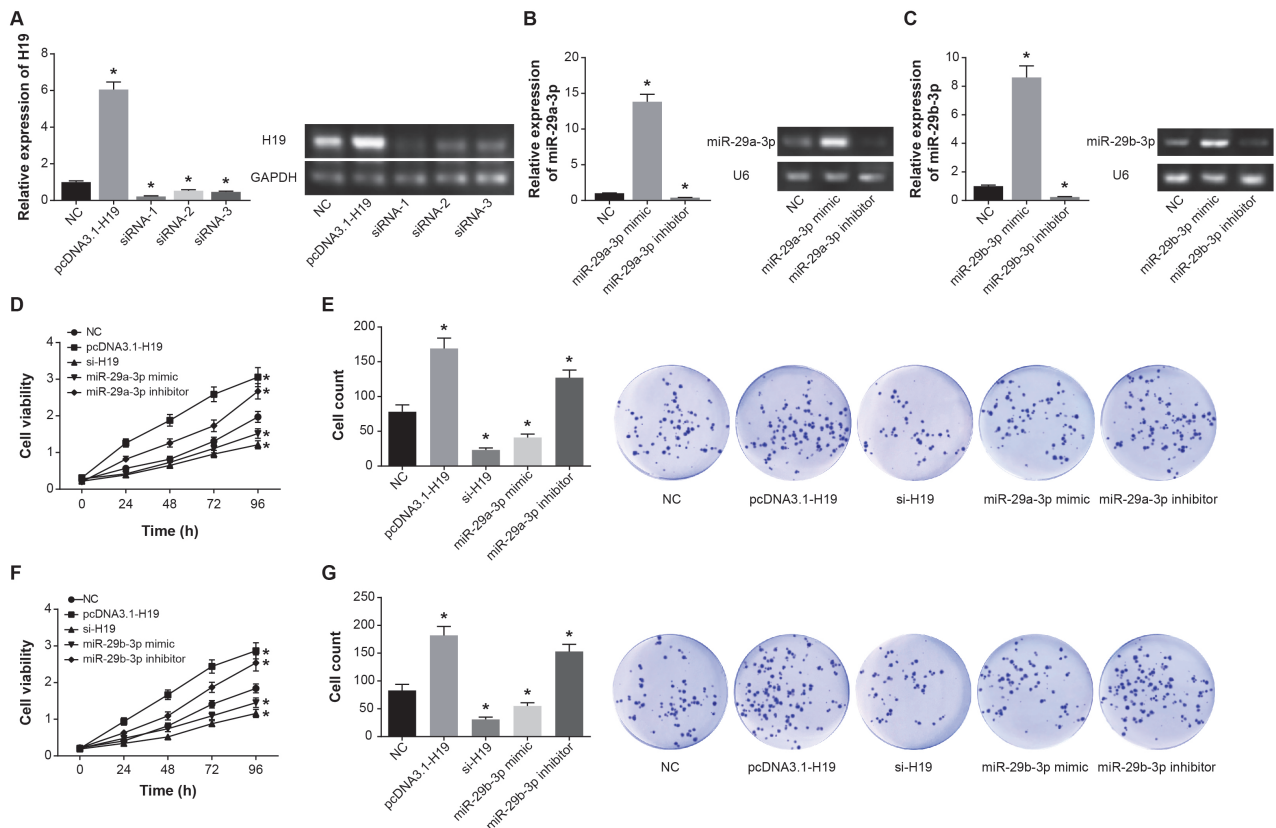 A
Relative expression of H19
8
6
4
2
0
*
*
*
*
NC
pcDNA3.1-H19
siRNA-1
siRNA-2
siRNA-3
H19
GAPDH
NC
pcDNA3.1-H19
siRNA-1
siRNA-2
siRNA-3
B
Relative expression
of miR-29a-3p
20
15
10
5
0
*
*
NC
miR-29a-3p mimic
miR-29a-3p inhibitor
miR-29a-3p
U6
NC
miR-29a-3p mimic
miR-29a-3p inhibitor
C
Relative expression
of miR-29b-3p
10
8
6
4
2
0
*
*
NC
miR-29b-3p mimic
miR-29b-3p inhibitor
miR-29b-3p
U6
NC
miR-29b-3p mimic
miR-29b-3p inhibitor
D
NC
pcDNA3.1-H19
si-H19
miR-29a-3p mimic
miR-29a-3p inhibitor
Cell viability
4
3
2
1
0
*
*
*
*
0 24 48 72 96
Time (h)
E
Cell count
200
150
100
50
0
*
*
*
*
NC
pcDNA3.1-H19
si-H19
miR-29a-3p mimic
miR-29a-3p inhibitor
NC pcDNA3.1-H19 si-H19 miR-29a-3p mimic miR-29a-3p inhibitor
F
NC
pcDNA3.1-H19
si-H19
miR-29b-3p mimic
miR-29b-3p inhibitor
Cell viability
4
3
2
1
0
*
*
*
*
0 24 48 72 96
Time (h)
G
Cell count
250
200
150
100
50
0
*
*
*
*
NC
pcDNA3.1-H19
si-H19
miR-29b-3p mimic
miR-29b-3p inhibitor
NC pcDNA3.1-H19 si-H19 miR-29b-3p mimic miR-29b-3p inhibitor